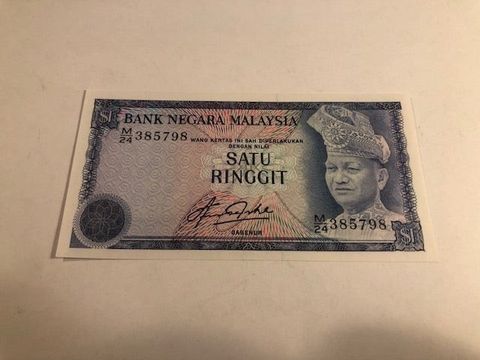 $1 BANK NEGARA MALAYSIA
M/24 385798
WANG KERTAS INI SAH DIPERLAKUKAN
DENGAN NILAI
SATU
RINGGIT
M/24 385798
GABENUR
$1